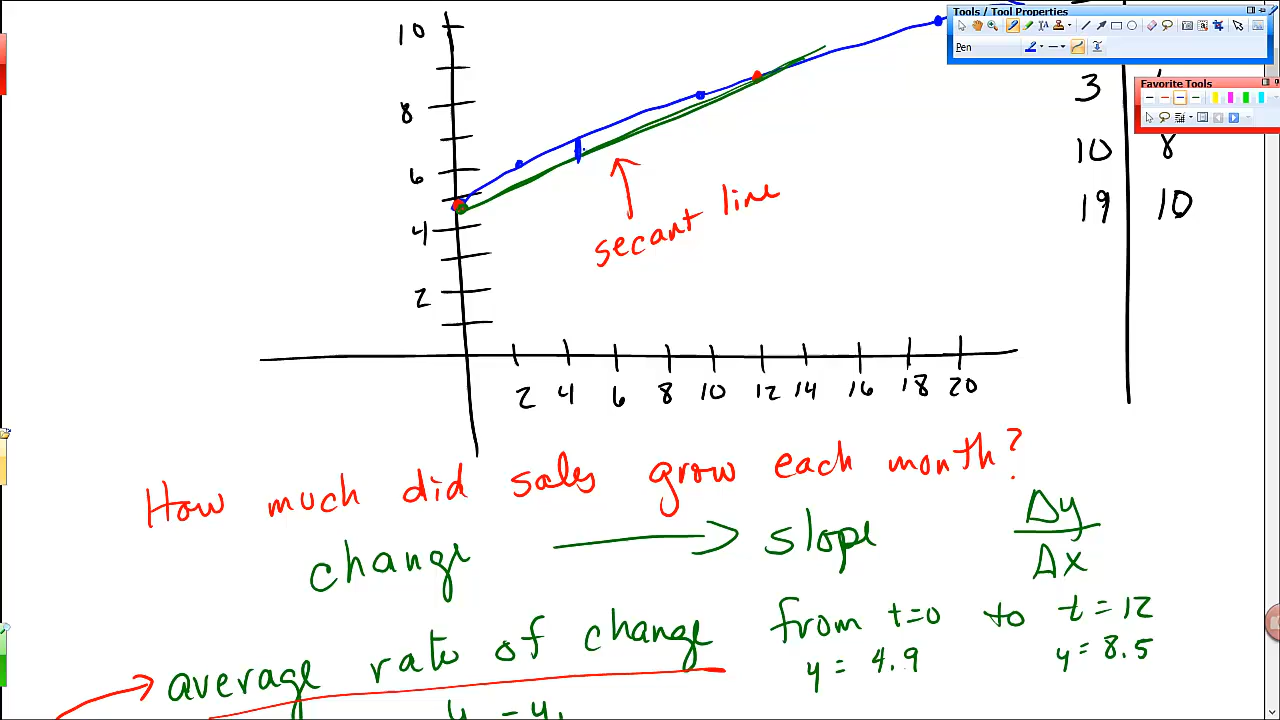 10
8
6
4
2
2 4 6 8 10 12 14 16 18 20
secant line
Tools / Tool Properties
Pen
Favorite Tools
3
10 8
19 10
How much did sales grow each month?
change → slope Δy
Δx
average rate of change from t=0 to t=12
y = 4.9 y = 8.5